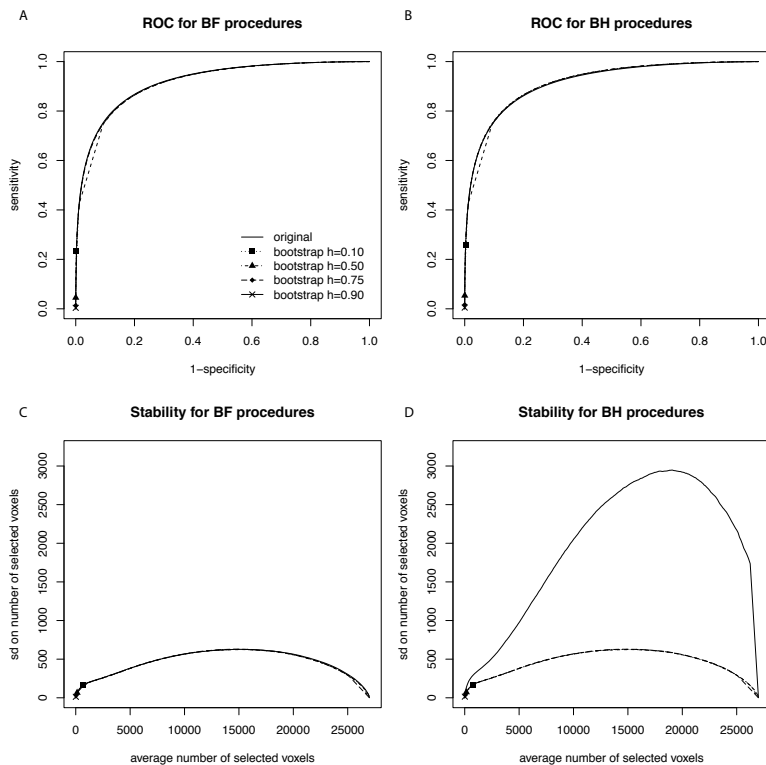 A
ROC for BF procedures
sensitivity
0.0 0.2 0.4 0.6 0.8 1.0
original
bootstrap h=0.10
bootstrap h=0.50
bootstrap h=0.75
bootstrap h=0.90
0.0 0.2 0.4 0.6 0.8 1.0
1−specificity
B
ROC for BH procedures
sensitivity
0.0 0.2 0.4 0.6 0.8 1.0
0.0 0.2 0.4 0.6 0.8 1.0
1−specificity
C
Stability for BF procedures
sd on number of selected voxels
0 500 1000 1500 2000 2500 3000
0 5000 10000 15000 20000 25000
average number of selected voxels
D
Stability for BH procedures
sd on number of selected voxels
0 500 1000 1500 2000 2500 3000
0 5000 10000 15000 20000 25000
average number of selected voxels